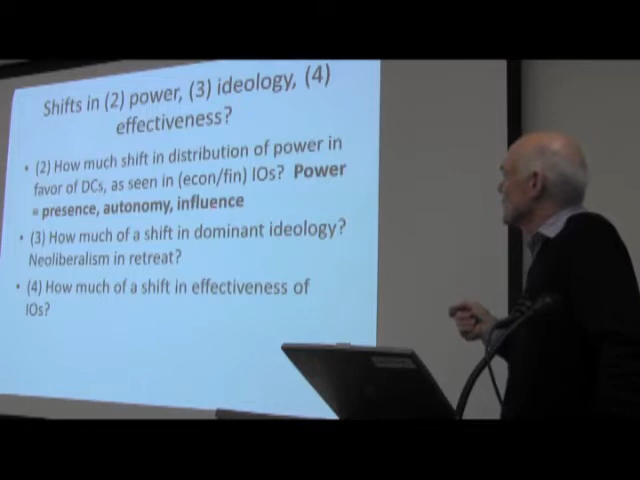 Shifts in (2) power, (3) ideology, (4)
effectiveness?
• (2) How much shift in distribution of power in
favor of DCs, as seen in (econ/fin) IOs? Power
= presence, autonomy, influence
• (3) How much of a shift in dominant ideology?
Neoliberalism in retreat?
• (4) How much of a shift in effectiveness of
IOs?